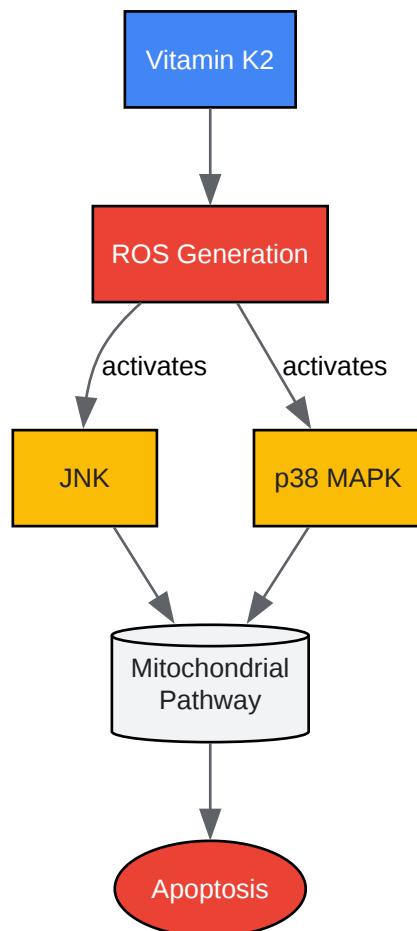 Vitamin K2
ROS Generation
activates
activates
JNK
p38 MAPK
Mitochondrial
Pathway
Apoptosis